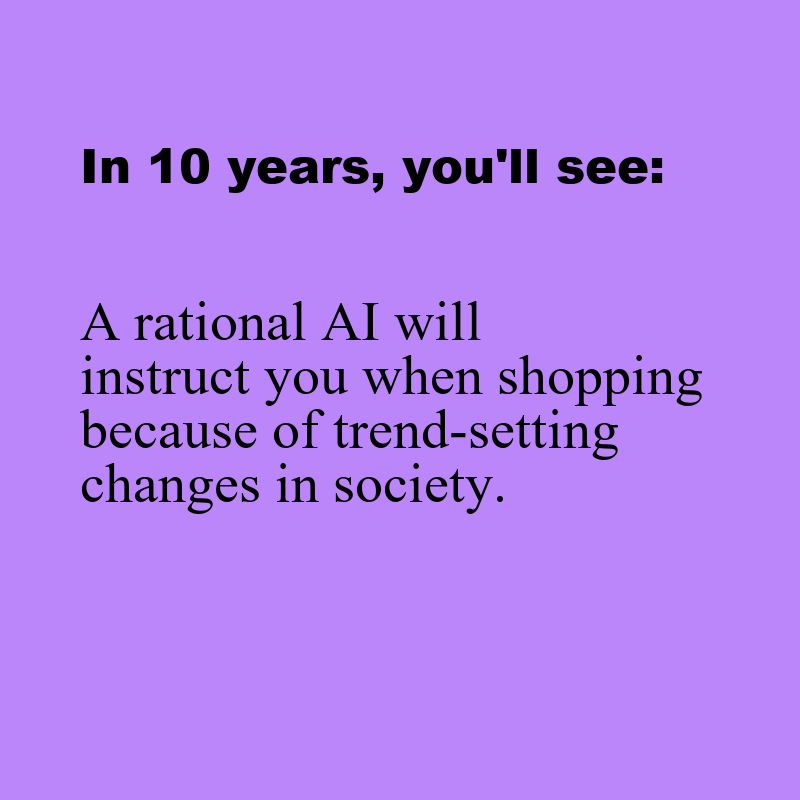 In 10 years, you'll see:
A rational AI will
instruct you when shopping
because of trend-setting
changes in society.